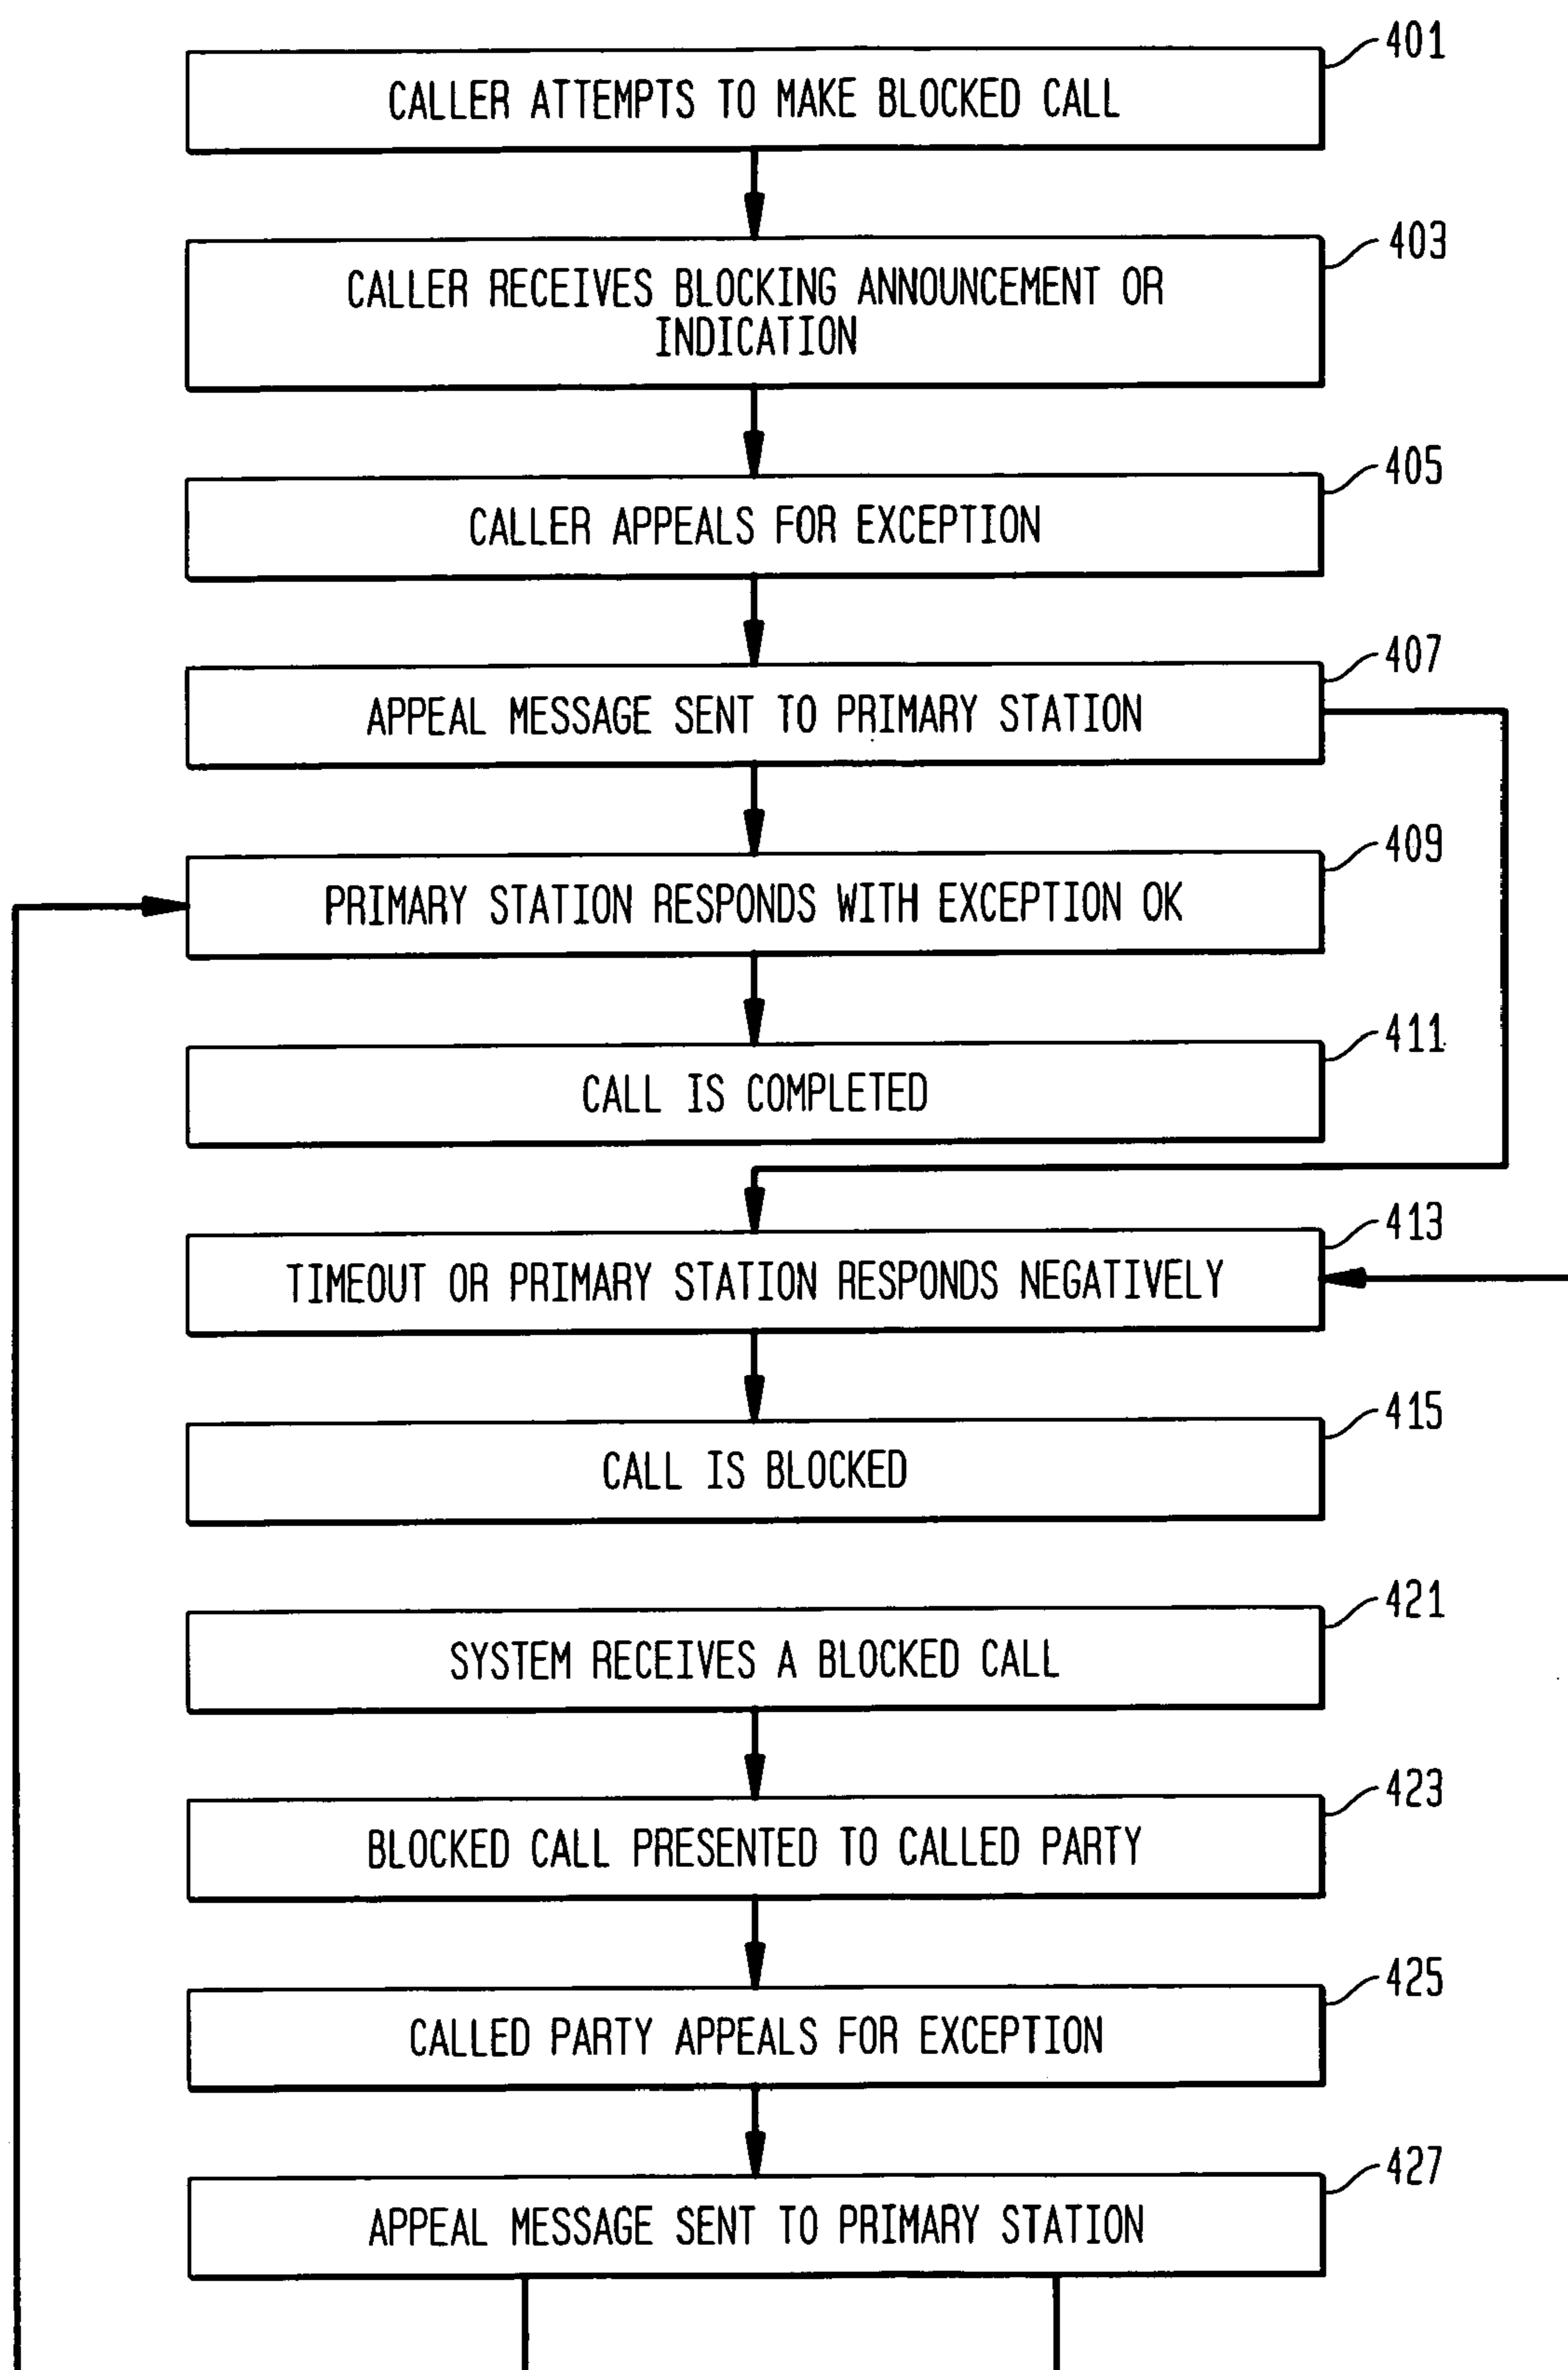 401
CALLER ATTEMPTS TO MAKE BLOCKED CALL
403
CALLER RECEIVES BLOCKING ANNOUNCEMENT OR
INDICATION
405
CALLER APPEALS FOR EXCEPTION
407
APPEAL MESSAGE SENT TO PRIMARY STATION
409
PRIMARY STATION RESPONDS WITH EXCEPTION OK
411
CALL IS COMPLETED
413
TIMEOUT OR PRIMARY STATION RESPONDS NEGATIVELY
415
CALL IS BLOCKED
421
SYSTEM RECEIVES A BLOCKED CALL
423
BLOCKED CALL PRESENTED TO CALLED PARTY
425
CALLED PARTY APPEALS FOR EXCEPTION
427
APPEAL MESSAGE SENT TO PRIMARY STATION